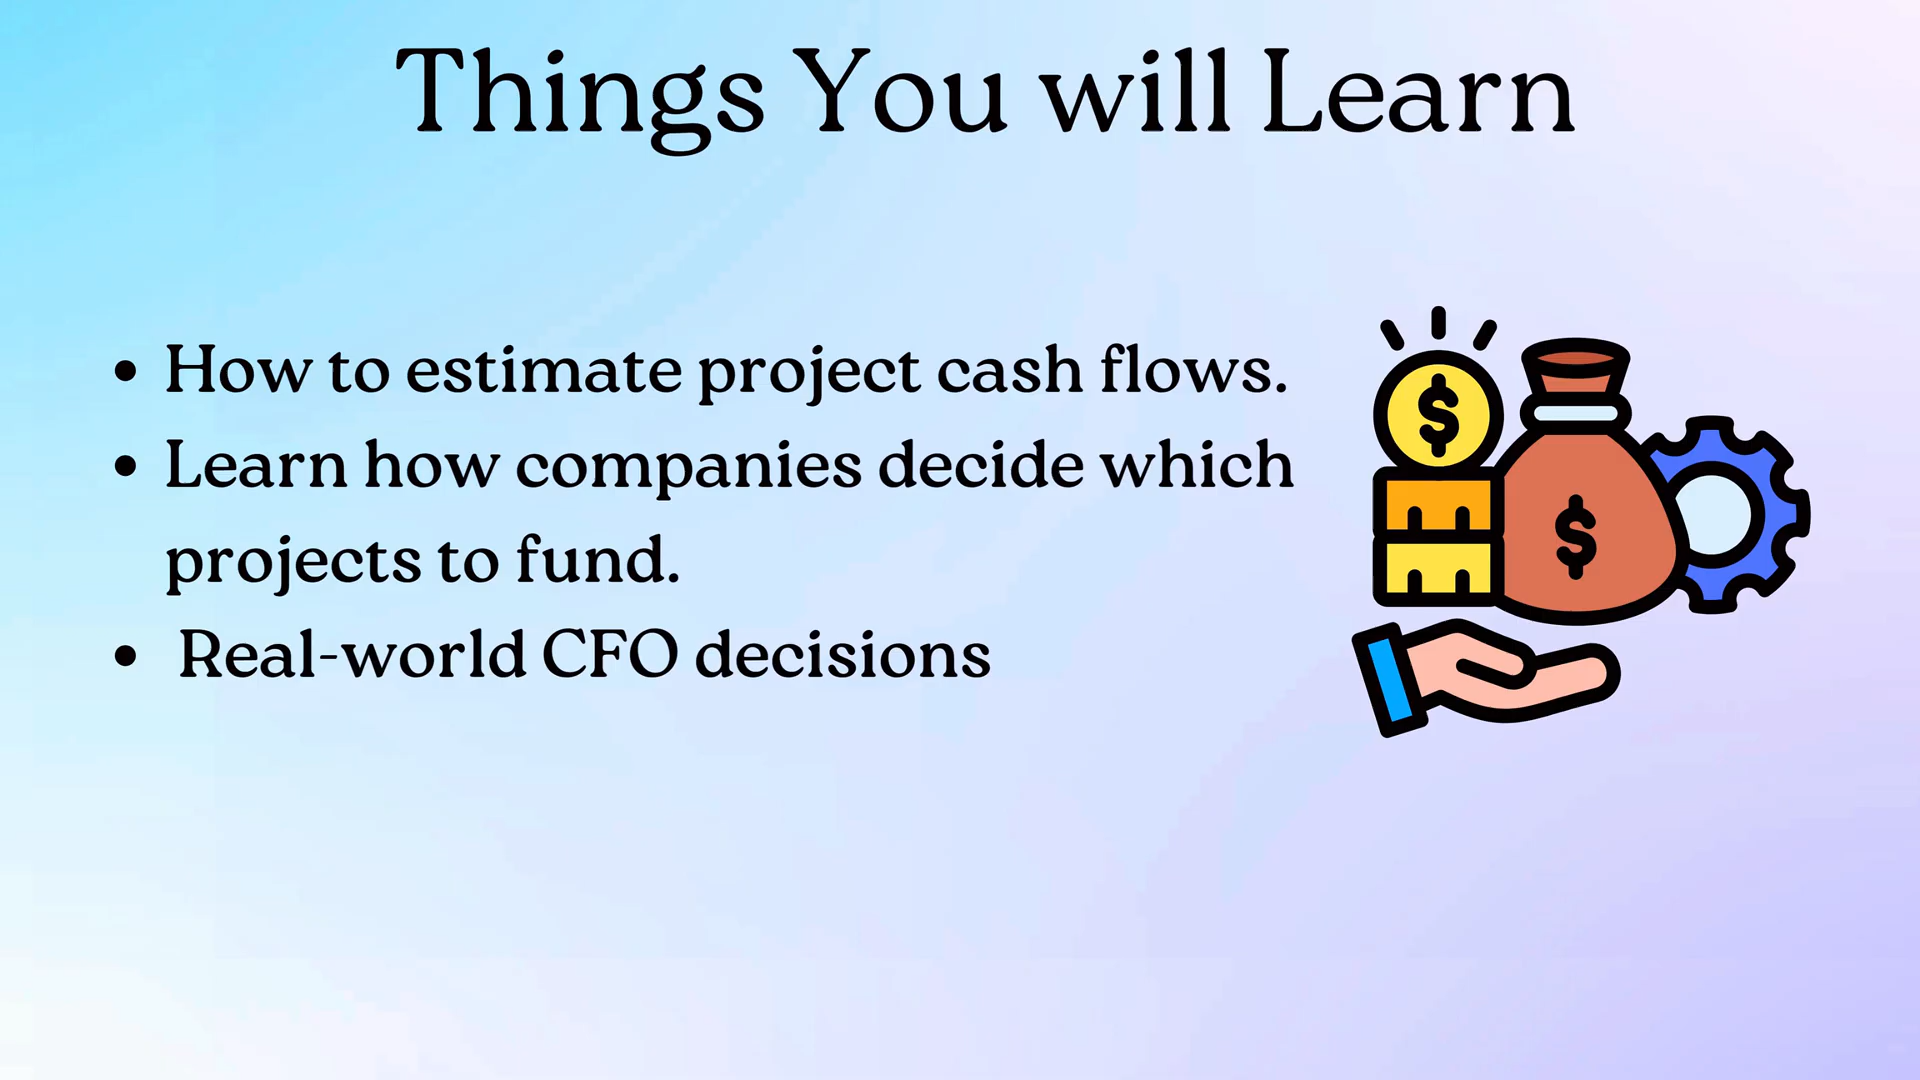 Things You will Learn
• How to estimate project cash flows.
• Learn how companies decide which
projects to fund.
• Real-world CFO decisions
$
$